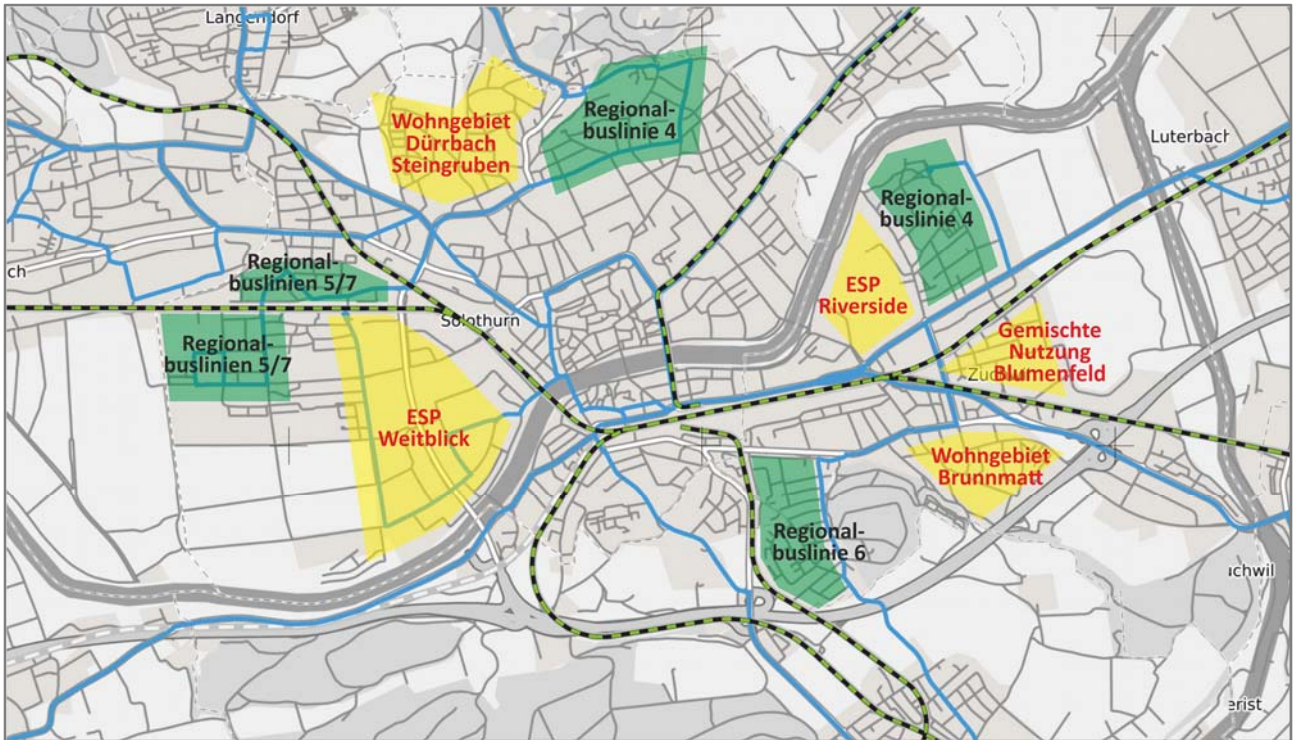 Langendorf
Regional-
buslinie 4
Wohngebiet
Dürrbach
Steingruben
Luterbach
Regional-
buslinie 4
ch
Regional-
buslinien 5/7
ESP
Riverside
Solothurn
Gemischte
Nutzung
Blumenfeld
Regional-
buslinien 5/7
ESP
Weitblick
Wohngebiet
Brunnmatt
Regional-
buslinie 6
uchwil
erist